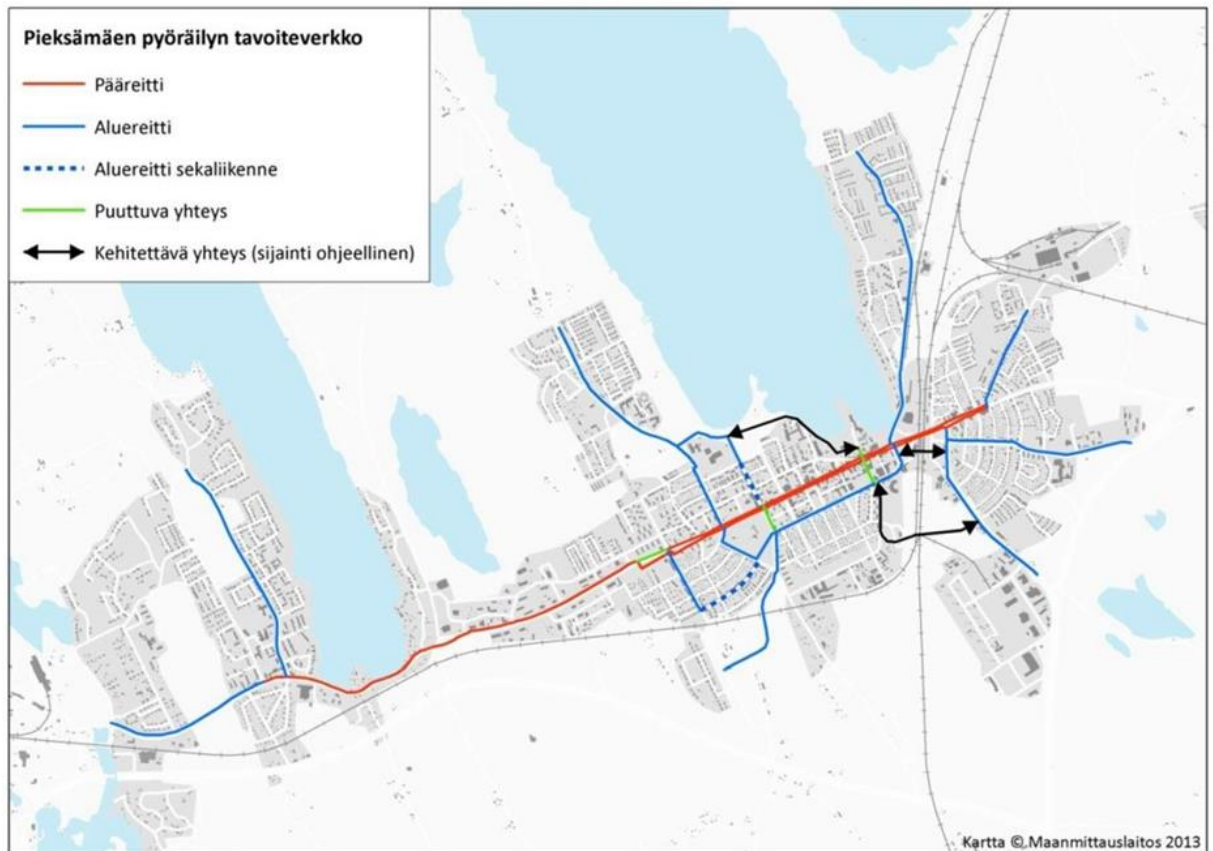 Pieksämäen pyöräilyn tavoiteverkko
Pääreitti
Aluereitti
Aluereitti sekaliikenne
Puuttuva yhteys
Kehitettävä yhteys (sijainti ohjeellinen)
Kartta © Maanmittauslaitos 2013